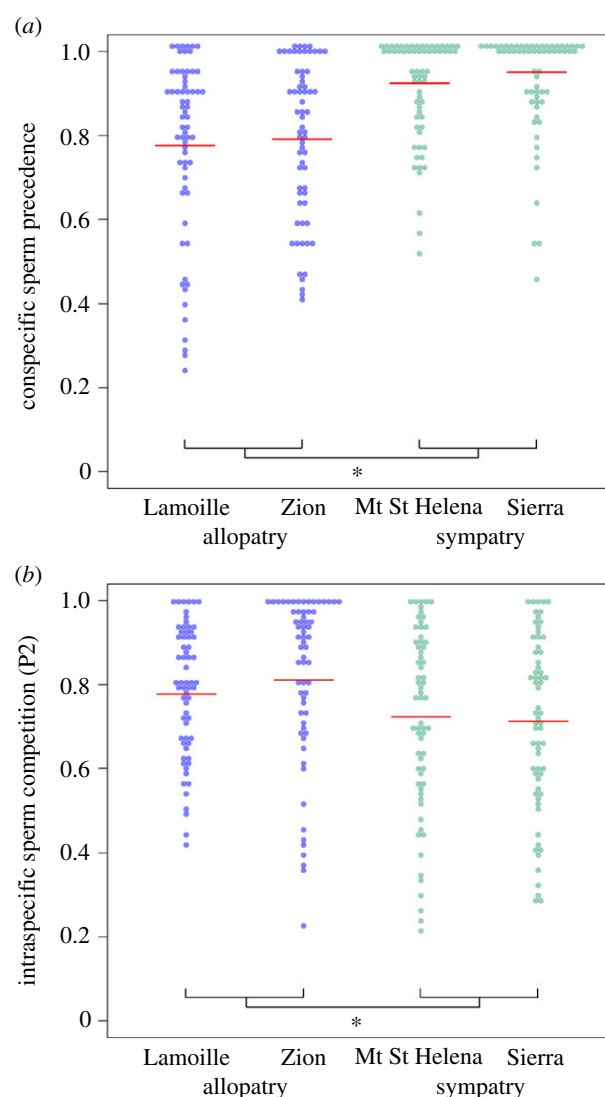 (a)
conspecific sperm precedence
1.0
0.8
0.6
0.4
0.2
0
*
Lamoille Zion Mt St Helena Sierra
allopatry sympatry
(b)
intraspecific sperm competition (P2)
1.0
0.8
0.6
0.4
0.2
0
*
Lamoille Zion Mt St Helena Sierra
allopatry sympatry